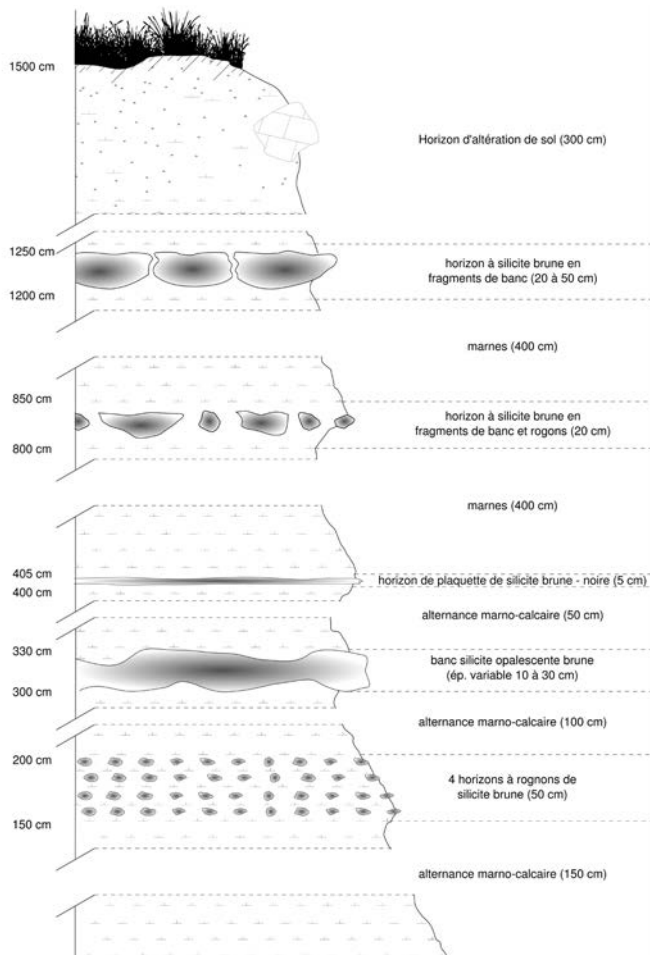 1500 cm
Horizon d'altération de sol (300 cm)
1250 cm
horizon à silicite brune en
fragments de banc (20 à 50 cm)
1200 cm
marnes (400 cm)
850 cm
horizon à silicite brune en
fragments de banc et rogons (20 cm)
800 cm
marnes (400 cm)
405 cm
horizon de plaquette de silicite brune - noire (5 cm)
400 cm
alternance marno-calcaire (50 cm)
330 cm
banc silicite opalescente brune
(ép. variable 10 à 30 cm)
300 cm
alternance marno-calcaire (100 cm)
200 cm
4 horizons à rognons de
silicite brune (50 cm)
150 cm
alternance marno-calcaire (150 cm)